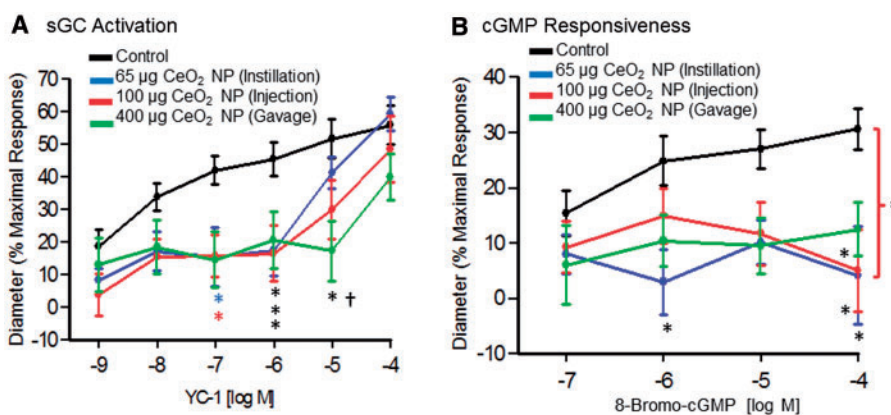 A sGC Activation
Control
65 µg CeO₂ NP (Instillation)
100 µg CeO₂ NP (Injection)
400 µg CeO₂ NP (Gavage)
Diameter (% Maximal Response)
70
60
50
40
30
20
10
0
-10
* * * * * * †
-9 -8 -7 -6 -5 -4
YC-1 [log M]
B cGMP Responsiveness
Control
65 µg CeO₂ NP (Instillation)
100 µg CeO₂ NP (Injection)
400 µg CeO₂ NP (Gavage)
Diameter (% Maximal Response)
40
30
20
10
0
-10
* * * *
-7 -6 -5 -4
8-Bromo-cGMP [log M]